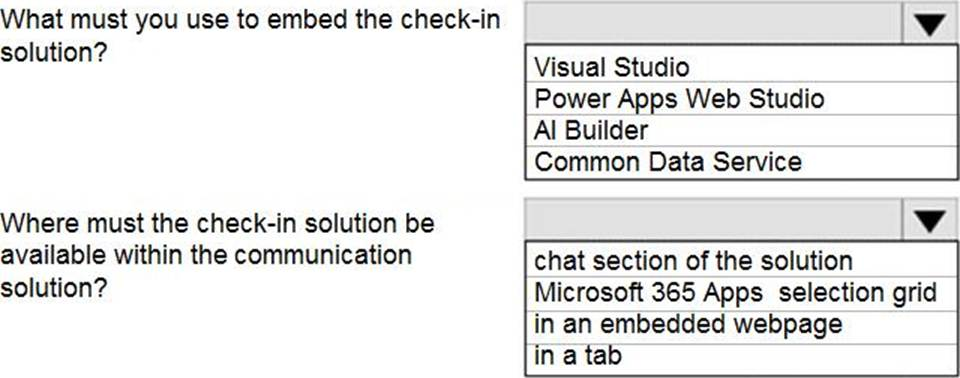 What must you use to embed the check-in
solution?
Visual Studio
Power Apps Web Studio
AI Builder
Common Data Service
Where must the check-in solution be
available within the communication
solution?
chat section of the solution
Microsoft 365 Apps selection grid
in an embedded webpage
in a tab